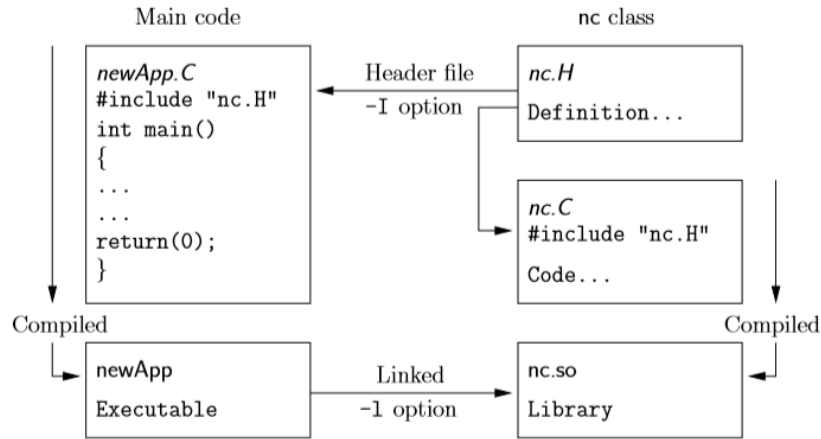 Main code
newApp.C
#include "nc.H"
int main()
{
...
...
return(0);
}
Header file
-I option
nc class
nc.H
Definition...
nc.C
#include "nc.H"
Code...
Compiled
Compiled
newApp
Executable
Linked
-l option
nc.so
Library